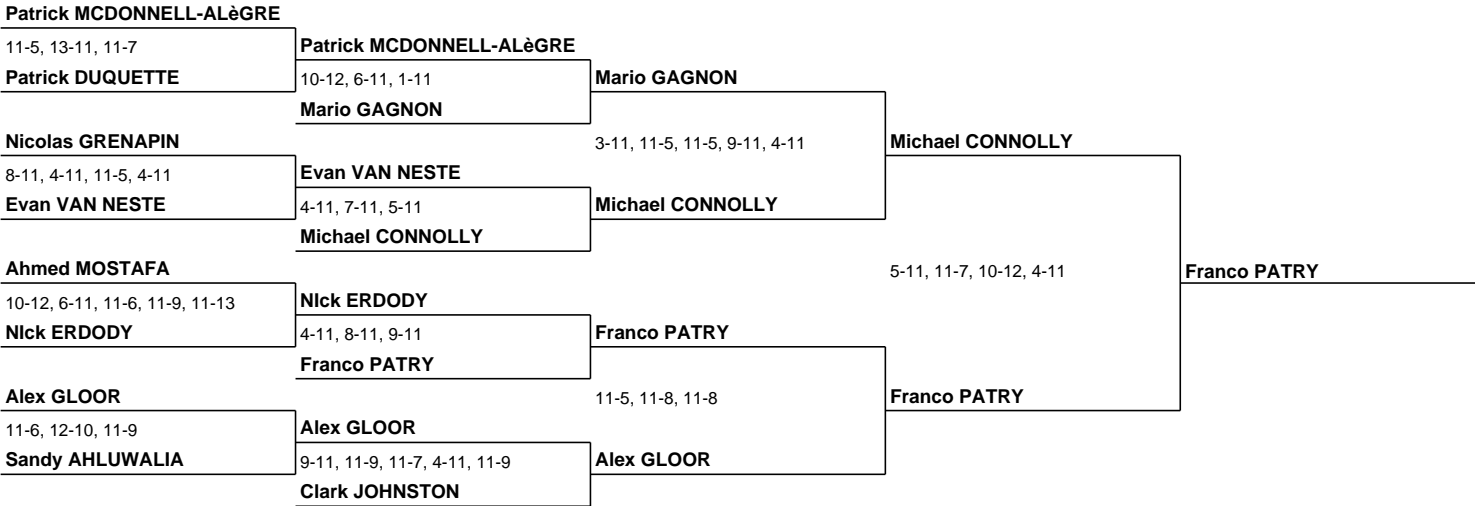 Patrick MCDONNELL-ALèGRE
11-5, 13-11, 11-7
Patrick DUQUETTE
Nicolas GRENAPIN
8-11, 4-11, 11-5, 4-11
Evan VAN NESTE
Ahmed MOSTAFA
10-12, 6-11, 11-6, 11-9, 11-13
NIck ERDODY
Alex GLOOR
11-6, 12-10, 11-9
Sandy AHLUWALIA
Patrick MCDONNELL-ALèGRE
10-12, 6-11, 1-11
Mario GAGNON
Evan VAN NESTE
4-11, 7-11, 5-11
Michael CONNOLLY
NIck ERDODY
4-11, 8-11, 9-11
Franco PATRY
Alex GLOOR
9-11, 11-9, 11-7, 4-11, 11-9
Clark JOHNSTON
Mario GAGNON
3-11, 11-5, 11-5, 9-11, 4-11
Michael CONNOLLY
Franco PATRY
11-5, 11-8, 11-8
Alex GLOOR
Michael CONNOLLY
5-11, 11-7, 10-12, 4-11
Franco PATRY
Franco PATRY